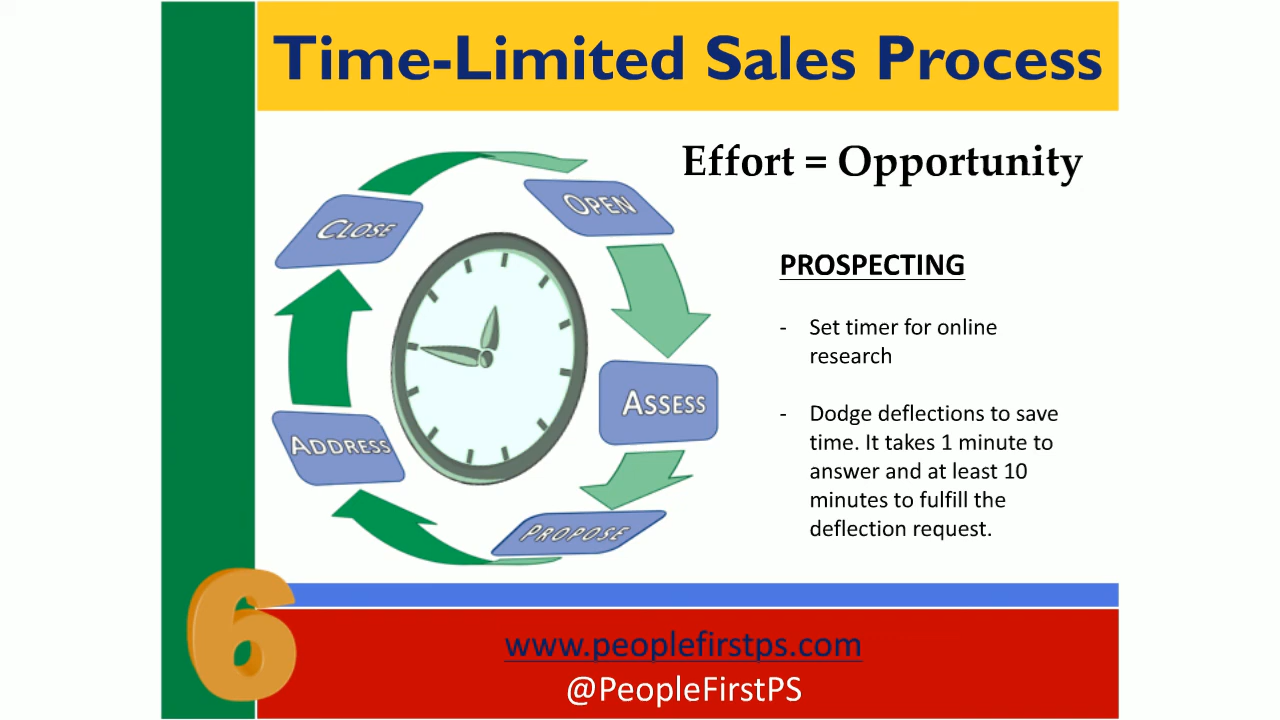 Time-Limited Sales Process
Effort = Opportunity
CLOSE
OPEN
ASSESS
ADDRESS
PROPOSE
PROSPECTING
- Set timer for online
research
- Dodge deflections to save
time. It takes 1 minute to
answer and at least 10
minutes to fulfill the
deflection request.
6
www.peoplefirstps.com
@PeopleFirstPS